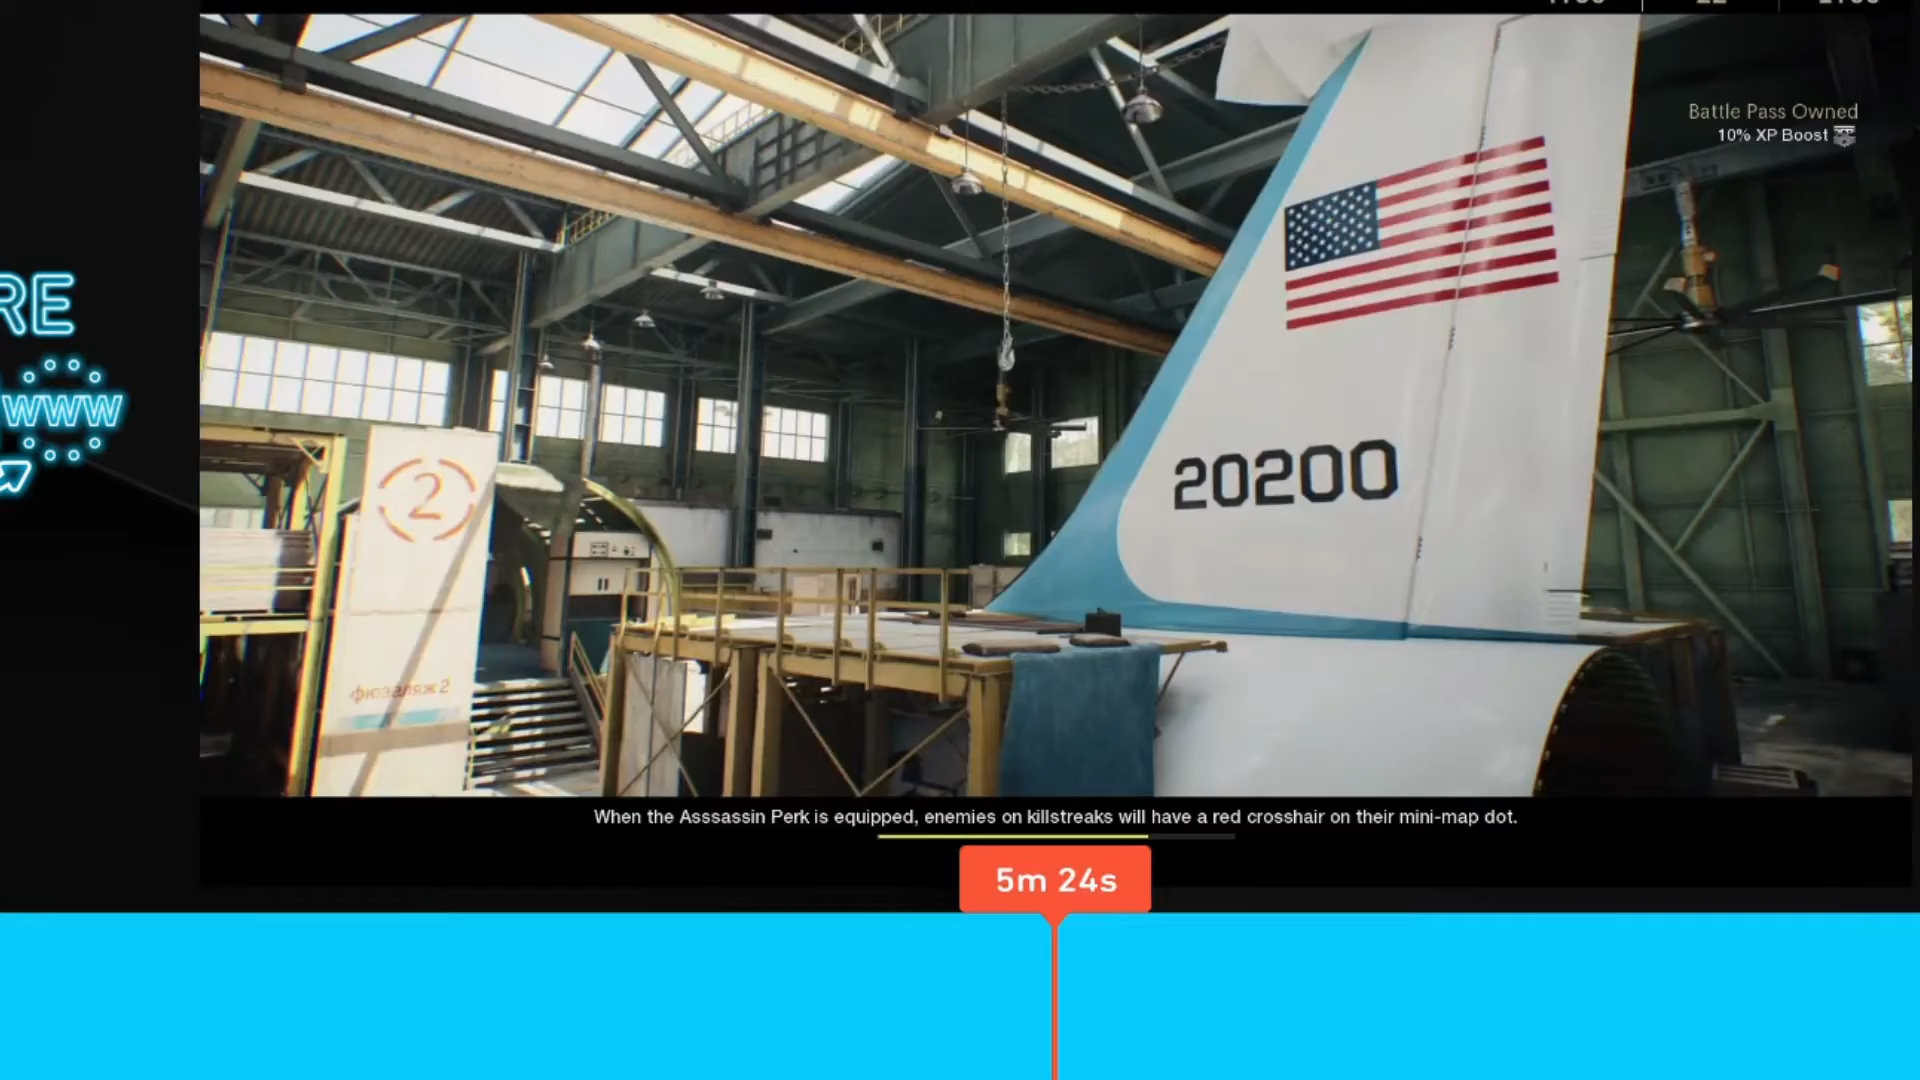 Battle Pass Owned
10% XP Boost
RE
WWW
20200
2
фюзеляж 2
When the Asssassin Perk is equipped, enemies on killstreaks will have a red crosshair on their mini-map dot.
5m 24s